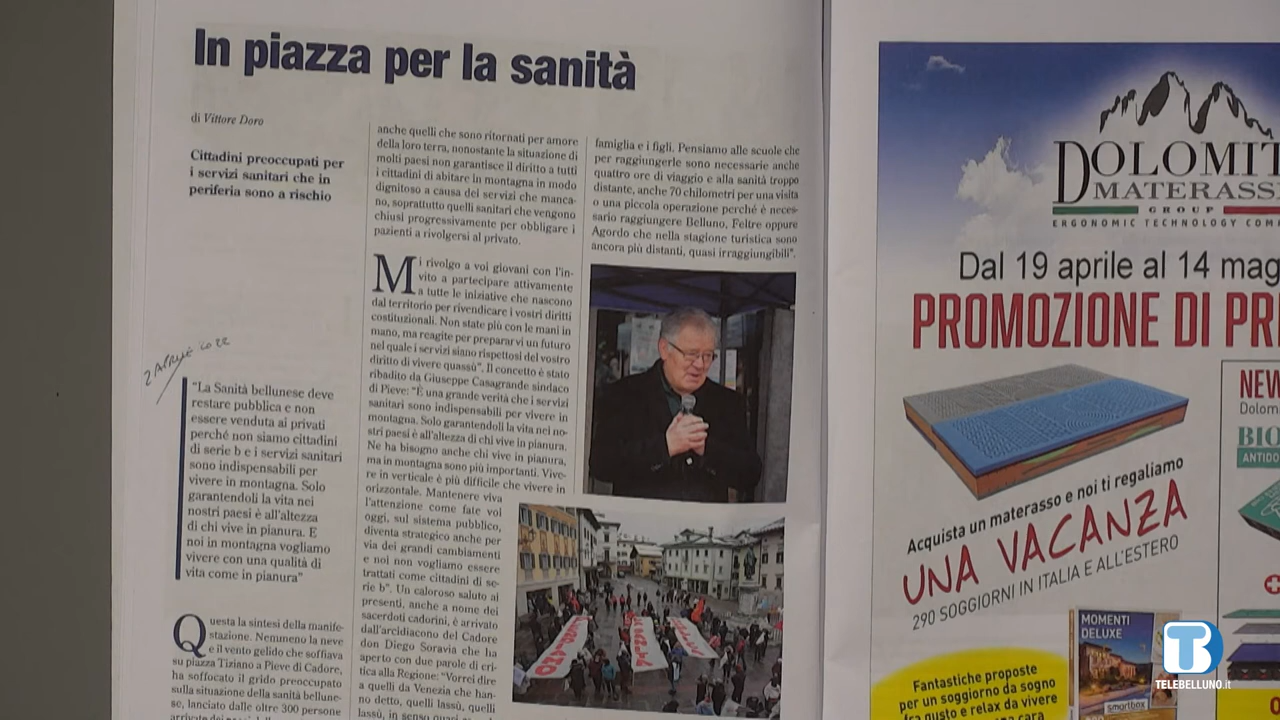 In piazza per la sanità
di Vittore Doro
Cittadini preoccupati per
i servizi sanitari che in
periferia sono a rischio
2 APRILE 2022
“La Sanità bellunese deve
restare pubblica e non
essere venduta ai privati
perché non siamo cittadini
di serie b e i servizi sanitari
sono indispensabili per
vivere in montagna. Solo
garantendoli la vita nei
nostri paesi è all'altezza
di chi vive in pianura. E
noi in montagna vogliamo
vivere con una qualità di
vita come in pianura”
Questa la sintesi della manife-
stazione. Nemmeno la neve
e il vento gelido che soffiava
su piazza Tiziano a Pieve di Cadore,
ha soffocato il grido preoccupato
sulla situazione della sanità bellune-
se, lanciato dalle oltre 300 persone
anche quelli che sono ritornati per amore
della loro terra, nonostante la situazione di
molti paesi non garantisce il diritto a tutti
i cittadini di abitare in montagna in modo
dignitoso a causa del servizi che manca-
no, soprattutto quelli sanitari che vengono
chiusi progressivamente per obbligare i
pazienti a rivolgersi al privato.
Mi rivolgo a voi giovani con l'in-
vito a partecipare attivamente
a tutte le iniziative che nascono
dal territorio per rivendicare i vostri diritti
costituzionali. Non state più con le mani in
mano, ma reagite per prepararvi un futuro
nel quale i servizi siano rispettosi del vostro
diritto di vivere quassù”. Il concetto è stato
ribadito da Giuseppe Casagrande sindaco
di Pieve: “È una grande verità che i servizi
sanitari sono indispensabili per vivere in
montagna. Solo garantendoli la vita nei no-
stri paesi è all'altezza di chi vive in pianura.
Ne ha bisogno anche chi vive in pianura,
ma in montagna sono più importanti. Vive-
re in verticale è più difficile che vivere in
orizzontale. Mantenere viva
l'attenzione come fate voi
oggi, sul sistema pubblico,
diventa strategico anche per
via dei grandi cambiamenti
e noi non vogliamo essere
trattati come cittadini di se-
rie b”. Un caloroso saluto ai
presenti, anche a nome dei
sacerdoti cadorini, è arrivato
dall'arcidiacono del Cadore
don Diego Soravia che ha
aperto con due parole di cri-
tica alla Regione: “Vorrei dire
a quelli da Venezia che han-
no detto, quelli lassù, quelli
lassù, in senso quasi
famiglia e i figli. Pensiamo alle scuole che
per raggiungerle sono necessarie anche
quattro ore di viaggio e alla sanità troppo
distante, anche 70 chilometri per una visita
o una piccola operazione perché è neces-
sario raggiungere Belluno, Feltre oppure
Agordo che nella stagione turistica sono
ancora più distanti, quasi irraggiungibili”.
DOLOMIT
MATERASS
GROUP
ERGONOMIC TECHNOLOGY COM
Dal 19 aprile al 14 mag
PROMOZIONE DI PRI
NEW
Dolom
BIO
ANTIDO
Acquista un materasso e noi ti regaliamo
UNA VACANZA
290 SOGGIORNI IN ITALIA E ALL'ESTERO
MOMENTI
DELUXE
smartbox
Fantastiche proposte
per un soggiorno da sogno
fra gusto e relax da vivere
TELEBELLUNO.it